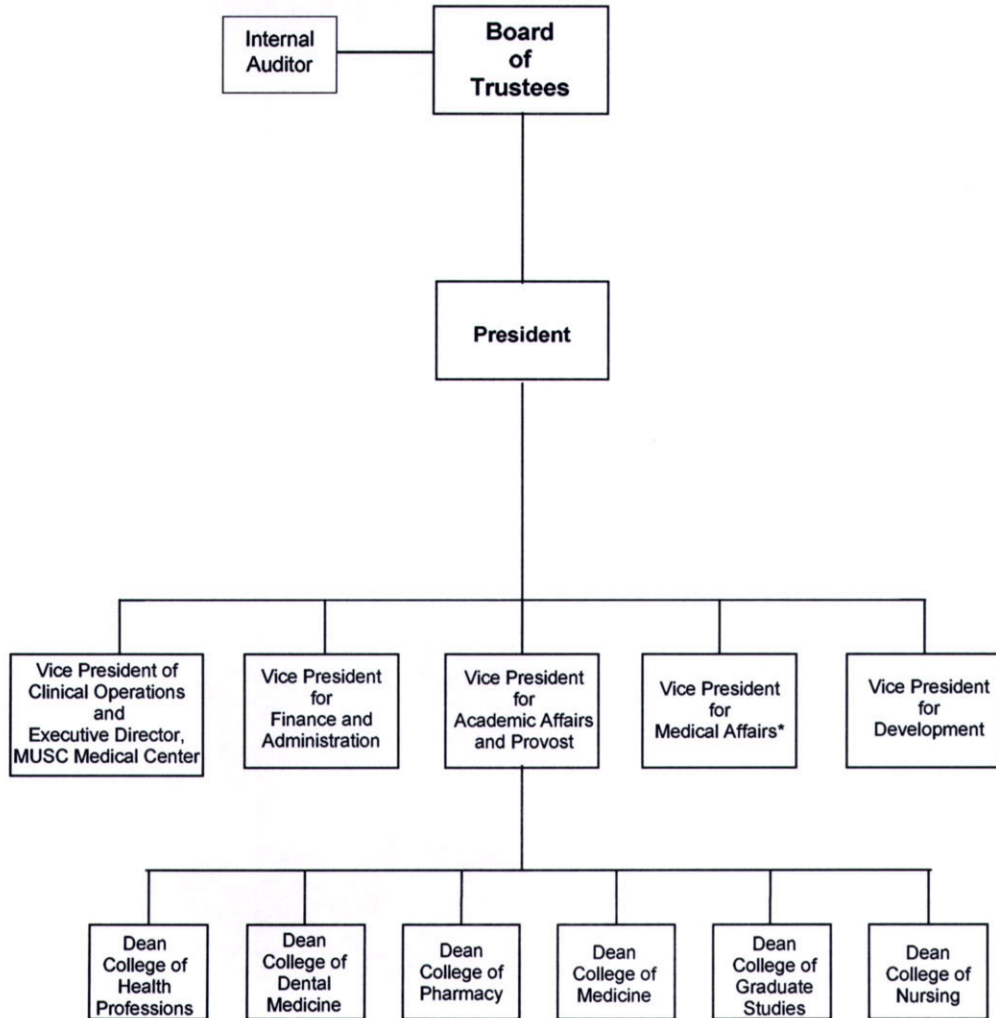 Internal
Auditor
Board
of
Trustees
President
Vice President of
Clinical Operations
and
Executive Director,
MUSC Medical Center
Vice President
for
Finance and
Administration
Vice President
for
Academic Affairs
and Provost
Vice President
for
Medical Affairs*
Vice President
for
Development
Dean
College of
Health
Professions
Dean
College of
Dental
Medicine
Dean
College of
Pharmacy
Dean
College of
Medicine
Dean
College of
Graduate
Studies
Dean
College of
Nursing